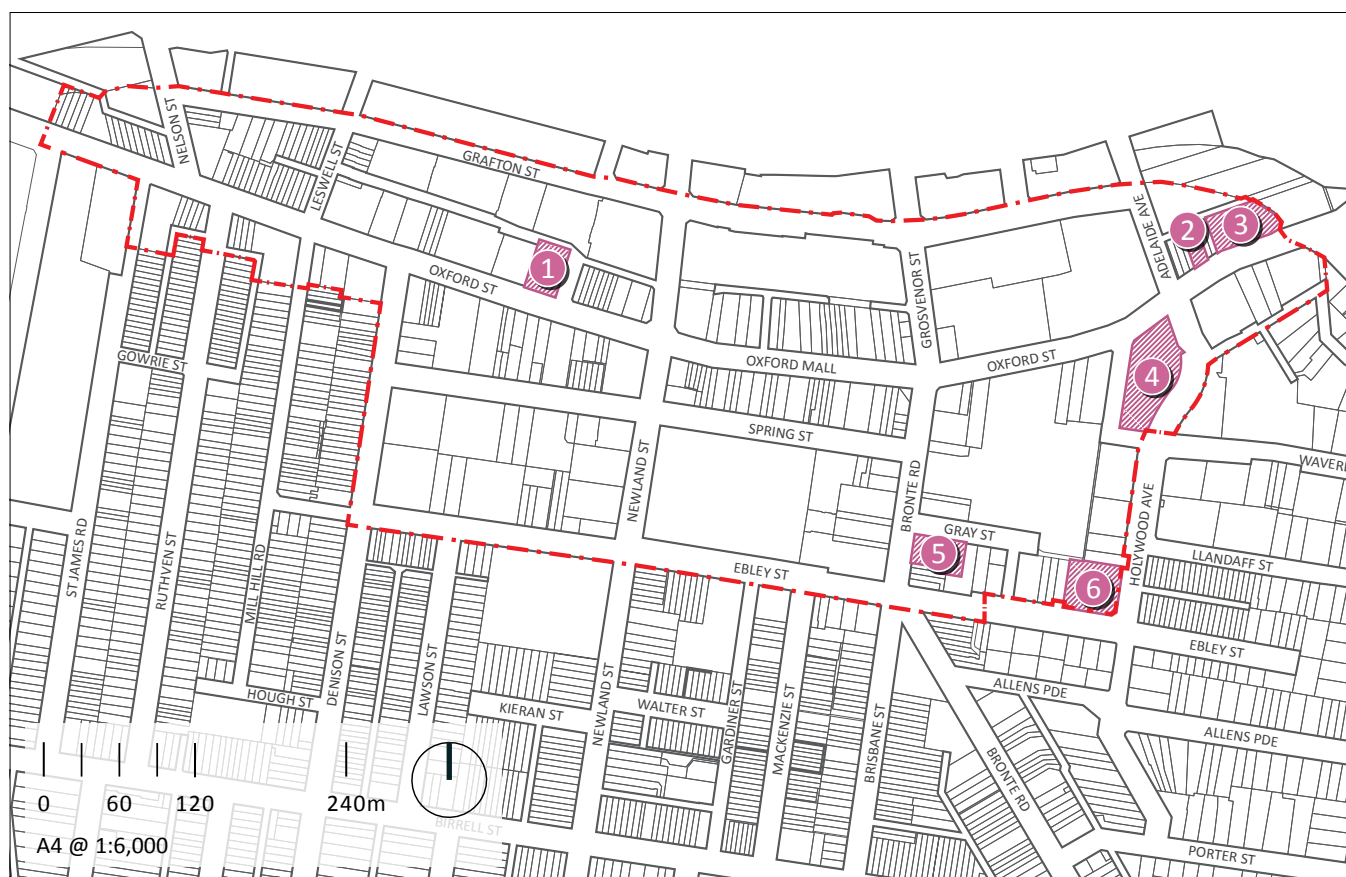 NELSON ST
LESWELL ST
GRAFTON ST
ADELAIDE AVE
2
3
1
OXFORD ST
GROSVENOR ST
OXFORD MALL
OXFORD ST
4
GOWRIE ST
SPRING ST
NEWLAND ST
BRONTE RD
WAVER
ST JAMES RD
RUTHVEN ST
MILL HILL RD
GRAY ST
5
HOLYWOOD AVE
LLANDAFF ST
EBLEY ST
6
DENISON ST
LAWSON ST
EBLEY ST
HOUGH ST
KIERAN ST
NEWLAND ST
WALTER ST
GARDINER ST
MACKENZIE ST
BRISBANE ST
ALLENS PDE
BRONTE RD
ALLENS PDE
0 60 120 240m
BIRRELL ST
A4 @ 1:6,000
PORTER ST